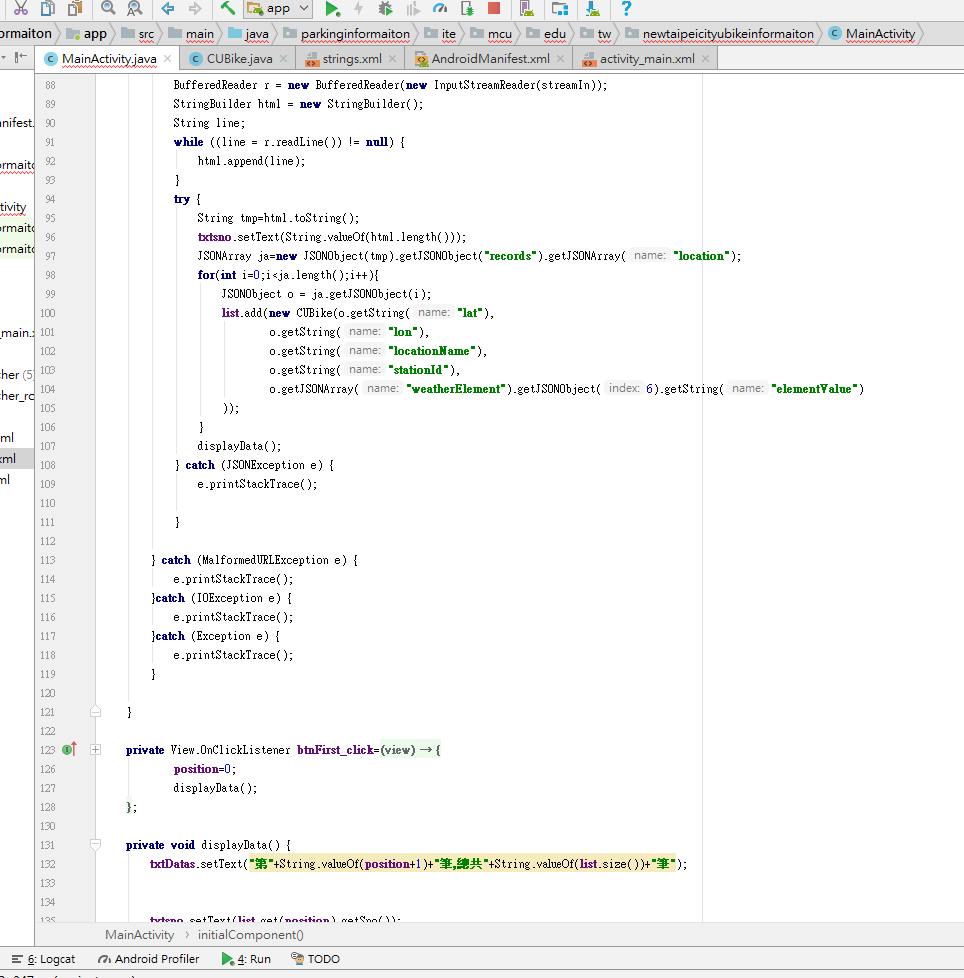 app
ormaiton app src main java parkinginformaiton ite mcu edu tw newtaipeicityubikeinformaiton MainActivity
MainActivity.java CUBike.java strings.xml AndroidManifest.xml activity_main.xml
88 BufferedReader r = new BufferedReader(new InputStreamReader(streamIn));
89 StringBuilder html = new StringBuilder();
90 String line;
91 while ((line = r.readLine()) != null) {
92 html.append(line);
93 }
94 try {
95 String tmp=html.toString();
96 txtsno.setText(String.valueOf(html.length()));
97 JSONArray ja=new JSONObject(tmp).getJSONObject("records").getJSONArray( name: "location");
98 for(int i=0;i<ja.length();i++){
99 JSONObject o = ja.getJSONObject(i);
100 list.add(new CUBike(o.getString( name: "lat"),
101 o.getString( name: "lon"),
102 o.getString( name: "locationName"),
103 o.getString( name: "stationId"),
104 o.getJSONArray( name: "weatherElement").getJSONObject( index: 6).getString( name: "elementValue")
105 ));
106 }
107 displayData();
108 } catch (JSONException e) {
109 e.printStackTrace();
110
111 }
112
113 } catch (MalformedURLException e) {
114 e.printStackTrace();
115 }catch (IOException e) {
116 e.printStackTrace();
117 }catch (Exception e) {
118 e.printStackTrace();
119 }
120
121 }
122
123 private View.OnClickListener btnFirst_click=(view) → {
126 position=0;
127 displayData();
128 };
130
131 private void displayData() {
132 txtDatas.setText("第"+String.valueOf(position+1)+"筆,總共"+String.valueOf(list.size())+"筆");
133
134
135 txtsno.setText(list.get(position).getSno());
anifest.
ormaito
tivity
ormaito
ormaito
_main.x
cher (5)
cher_ro
ml
xml
ml
MainActivity › initialComponent()
6: Logcat Android Profiler 4: Run TODO